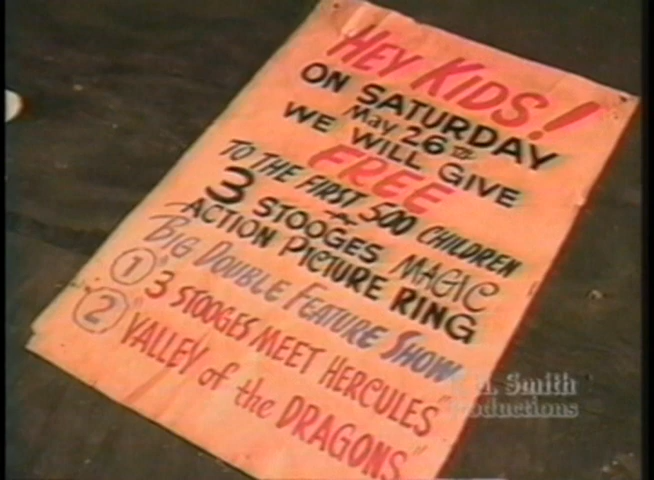 HEY KIDS!
ON SATURDAY
May 26th
WE WILL GIVE
FREE
TO THE FIRST 500 CHILDREN
3 STOOGES MAGIC
ACTION PICTURE RING
BIG DOUBLE FEATURE SHOW
① "3 STOOGES MEET HERCULES"
② "VALLEY of the DRAGONS"
Smith
Productions